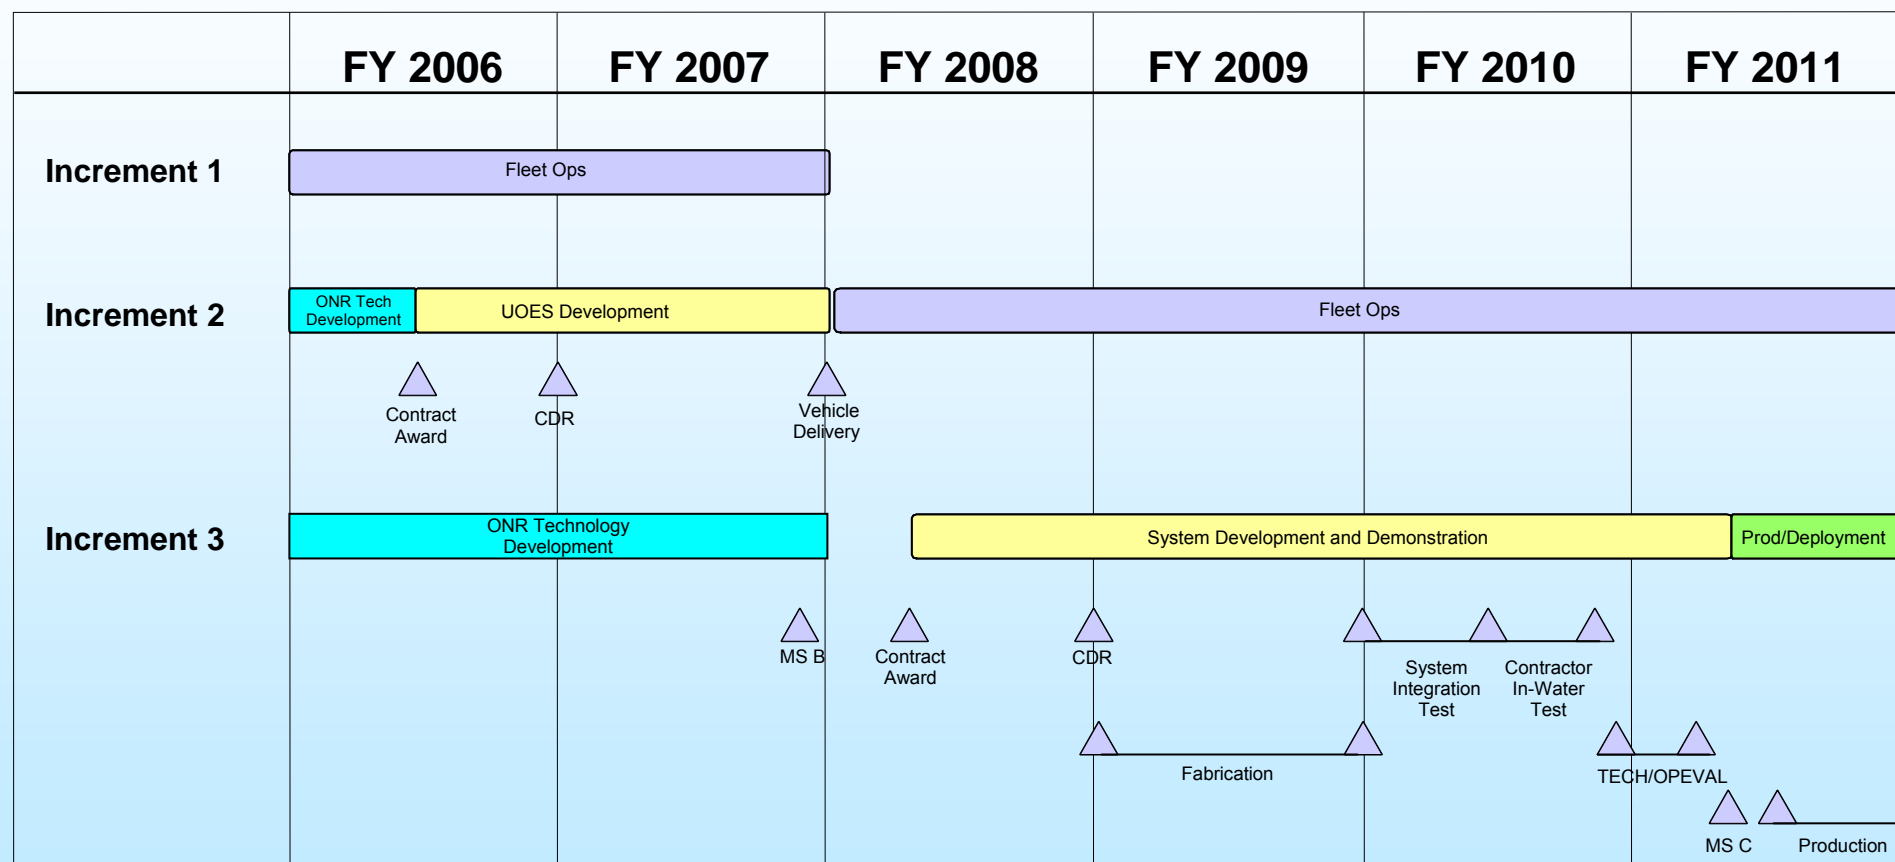 FY 2006 FY 2007 FY 2008 FY 2009 FY 2010 FY 2011
Increment 1
Fleet Ops
Increment 2
ONR Tech
Development
UOES Development
Fleet Ops
Contract
Award
CDR
Vehicle
Delivery
Increment 3
ONR Technology
Development
System Development and Demonstration
Prod/Deployment
MS B
Contract
Award
CDR
System
Integration
Test
Contractor
In-Water
Test
Fabrication
TECH/OPEVAL
MS C
Production